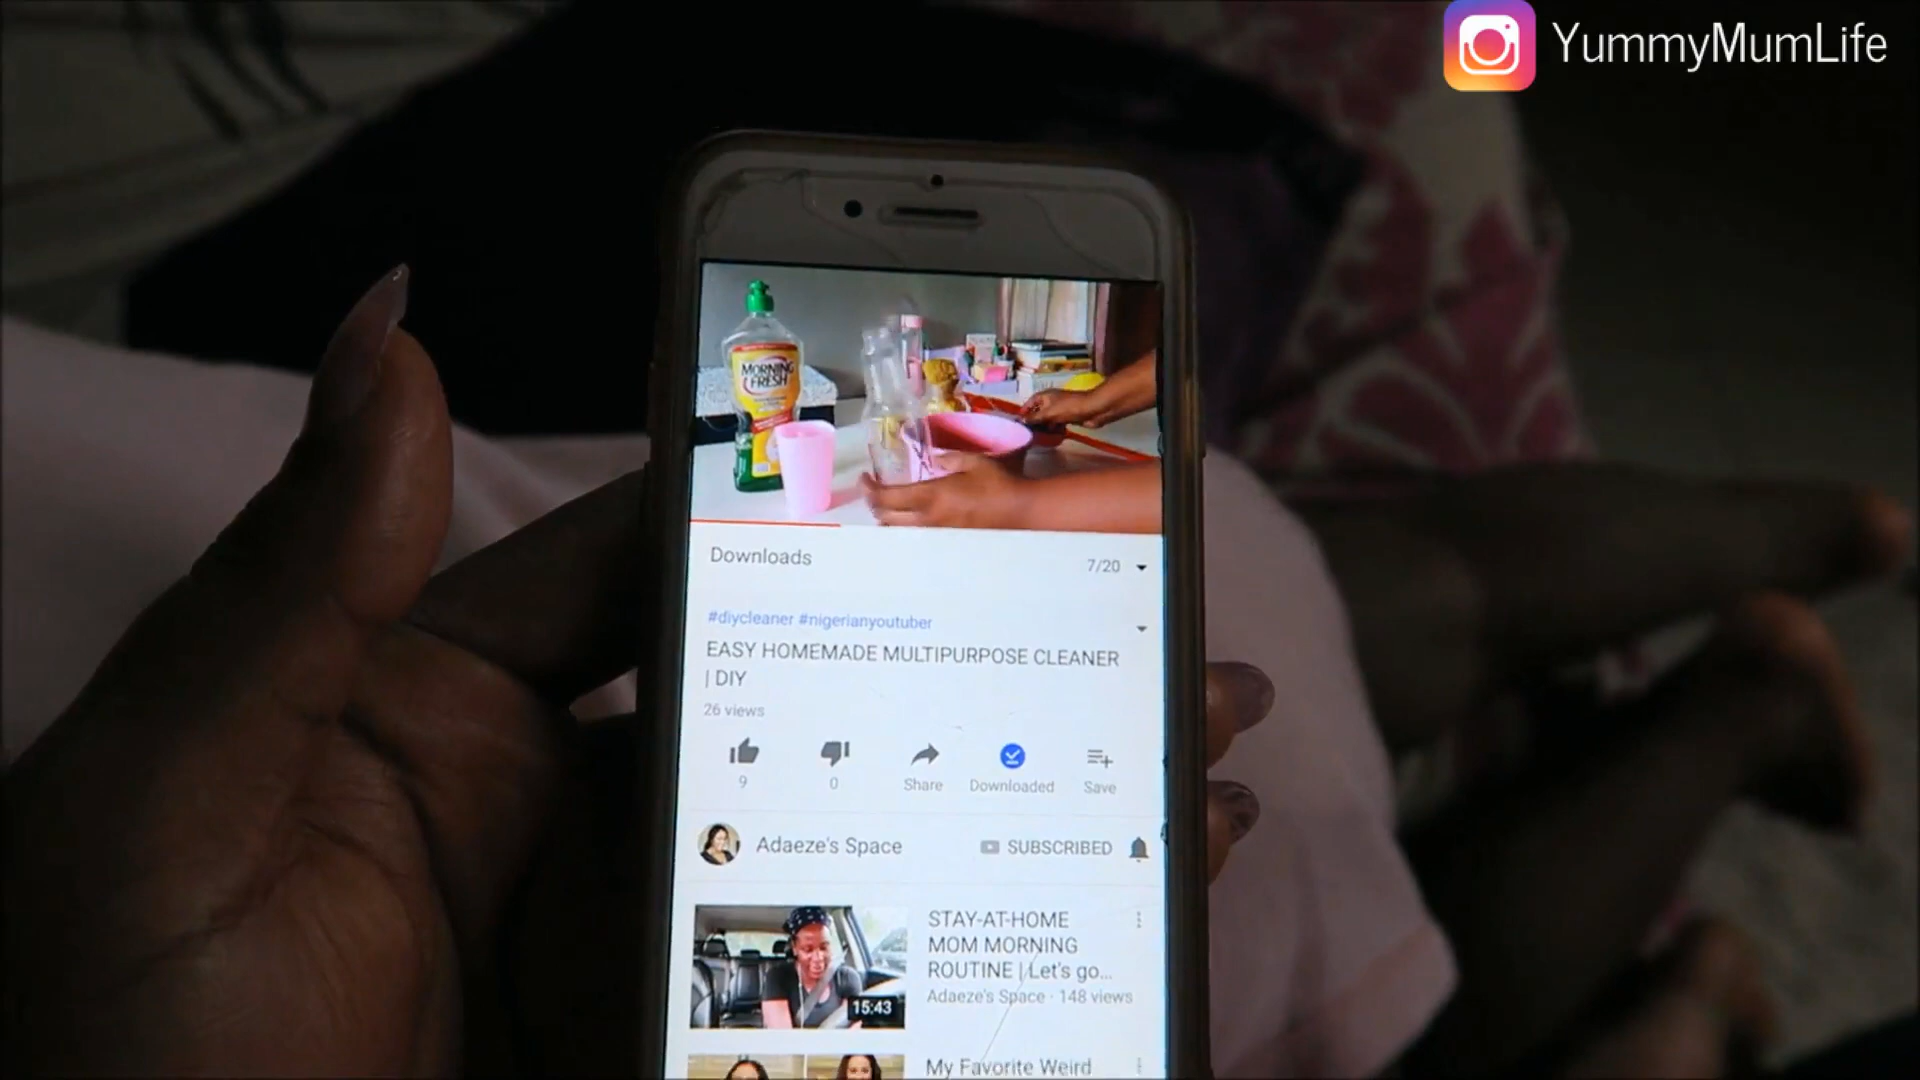 YummyMumLife
MORNING
FRESH
Downloads
7/20
#diycleaner #nigerianyoutuber
EASY HOMEMADE MULTIPURPOSE CLEANER
| DIY
26 views
9
0
Share
Downloaded
Save
Adaeze's Space
SUBSCRIBED
STAY-AT-HOME
MOM MORNING
ROUTINE | Let's go...
Adaeze's Space · 148 views
15:43
My Favorite Weird